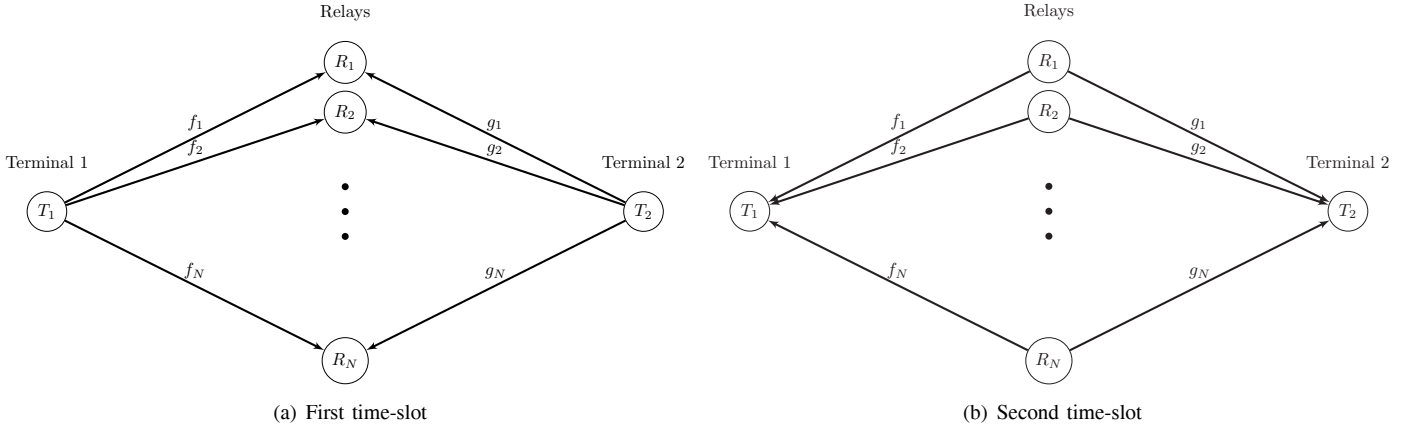 Relays
R1
R2
f1
g1
f2
g2
Terminal 1
Terminal 2
T1
T2
fN
gN
RN
(a) First time-slot
Relays
R1
R2
f1
g1
f2
g2
Terminal 1
Terminal 2
T1
T2
fN
gN
RN
(b) Second time-slot